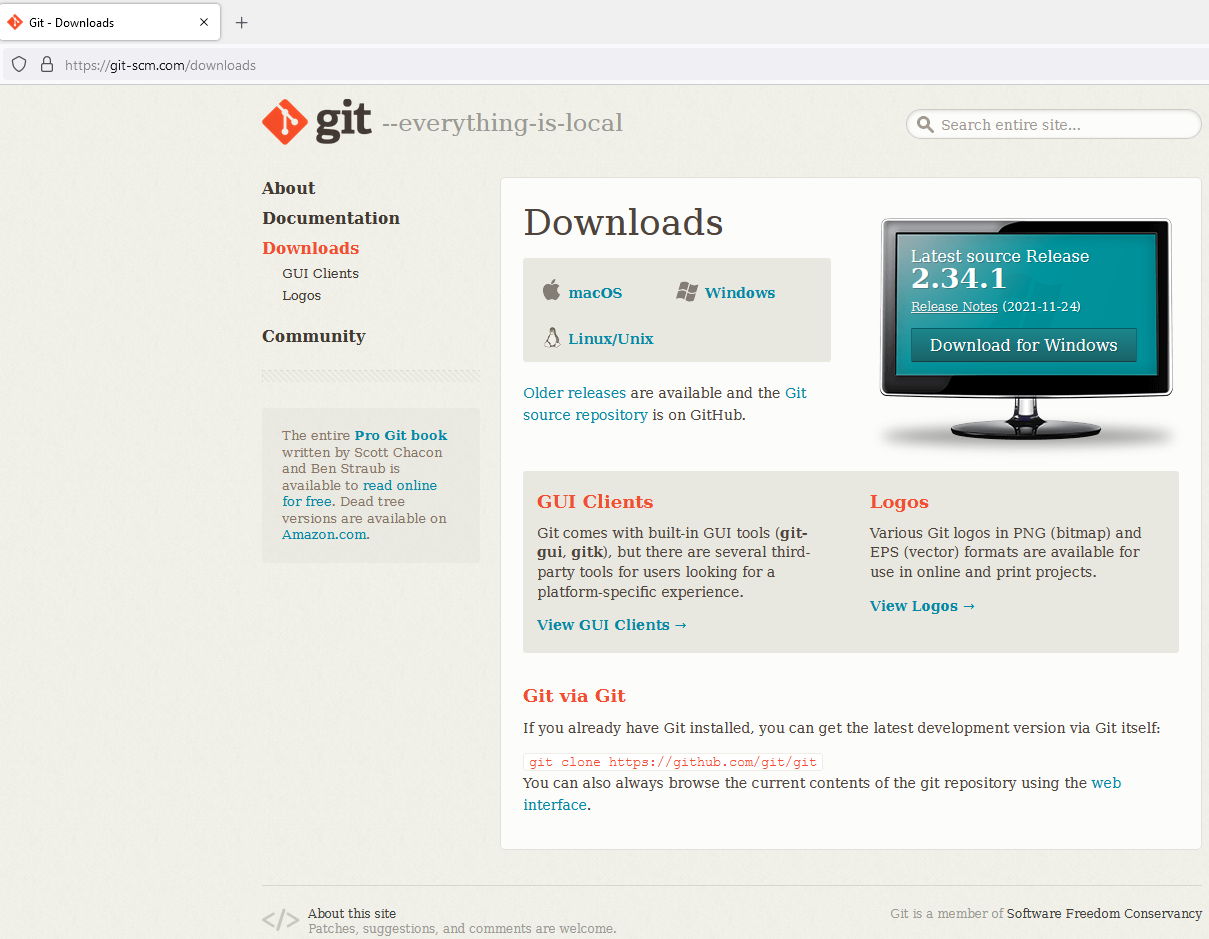 Git - Downloads
https://git-scm.com/downloads
git --everything-is-local
Search entire site...
About
Documentation
Downloads
GUI Clients
Logos
Community
The entire Pro Git book
written by Scott Chacon
and Ben Straub is
available to read online
for free. Dead tree
versions are available on
Amazon.com.
Downloads
macOS
Windows
Linux/Unix
Older releases are available and the Git
source repository is on GitHub.
Latest source Release
2.34.1
Release Notes (2021-11-24)
Download for Windows
GUI Clients
Git comes with built-in GUI tools (git-
gui, gitk), but there are several third-
party tools for users looking for a
platform-specific experience.
View GUI Clients →
Logos
Various Git logos in PNG (bitmap) and
EPS (vector) formats are available for
use in online and print projects.
View Logos →
Git via Git
If you already have Git installed, you can get the latest development version via Git itself:
git clone https://github.com/git/git
You can also always browse the current contents of the git repository using the web
interface.
</> About this site
Patches, suggestions, and comments are welcome.
Git is a member of Software Freedom Conservancy